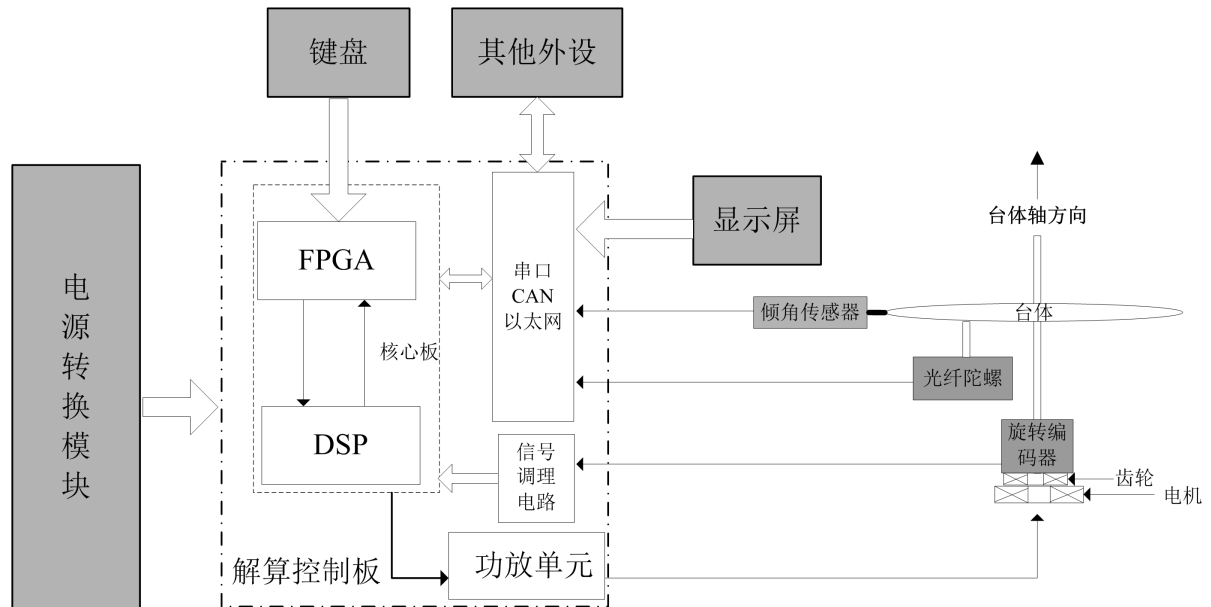 键盘
其他外设
电
源
转
换
模
块
FPGA
核心板
DSP
串口
CAN
以太网
信号
调理
电路
解算控制板
功放单元
显示屏
台体轴方向
倾角传感器
台体
光纤陀螺
旋转编
码器
齿轮
电机